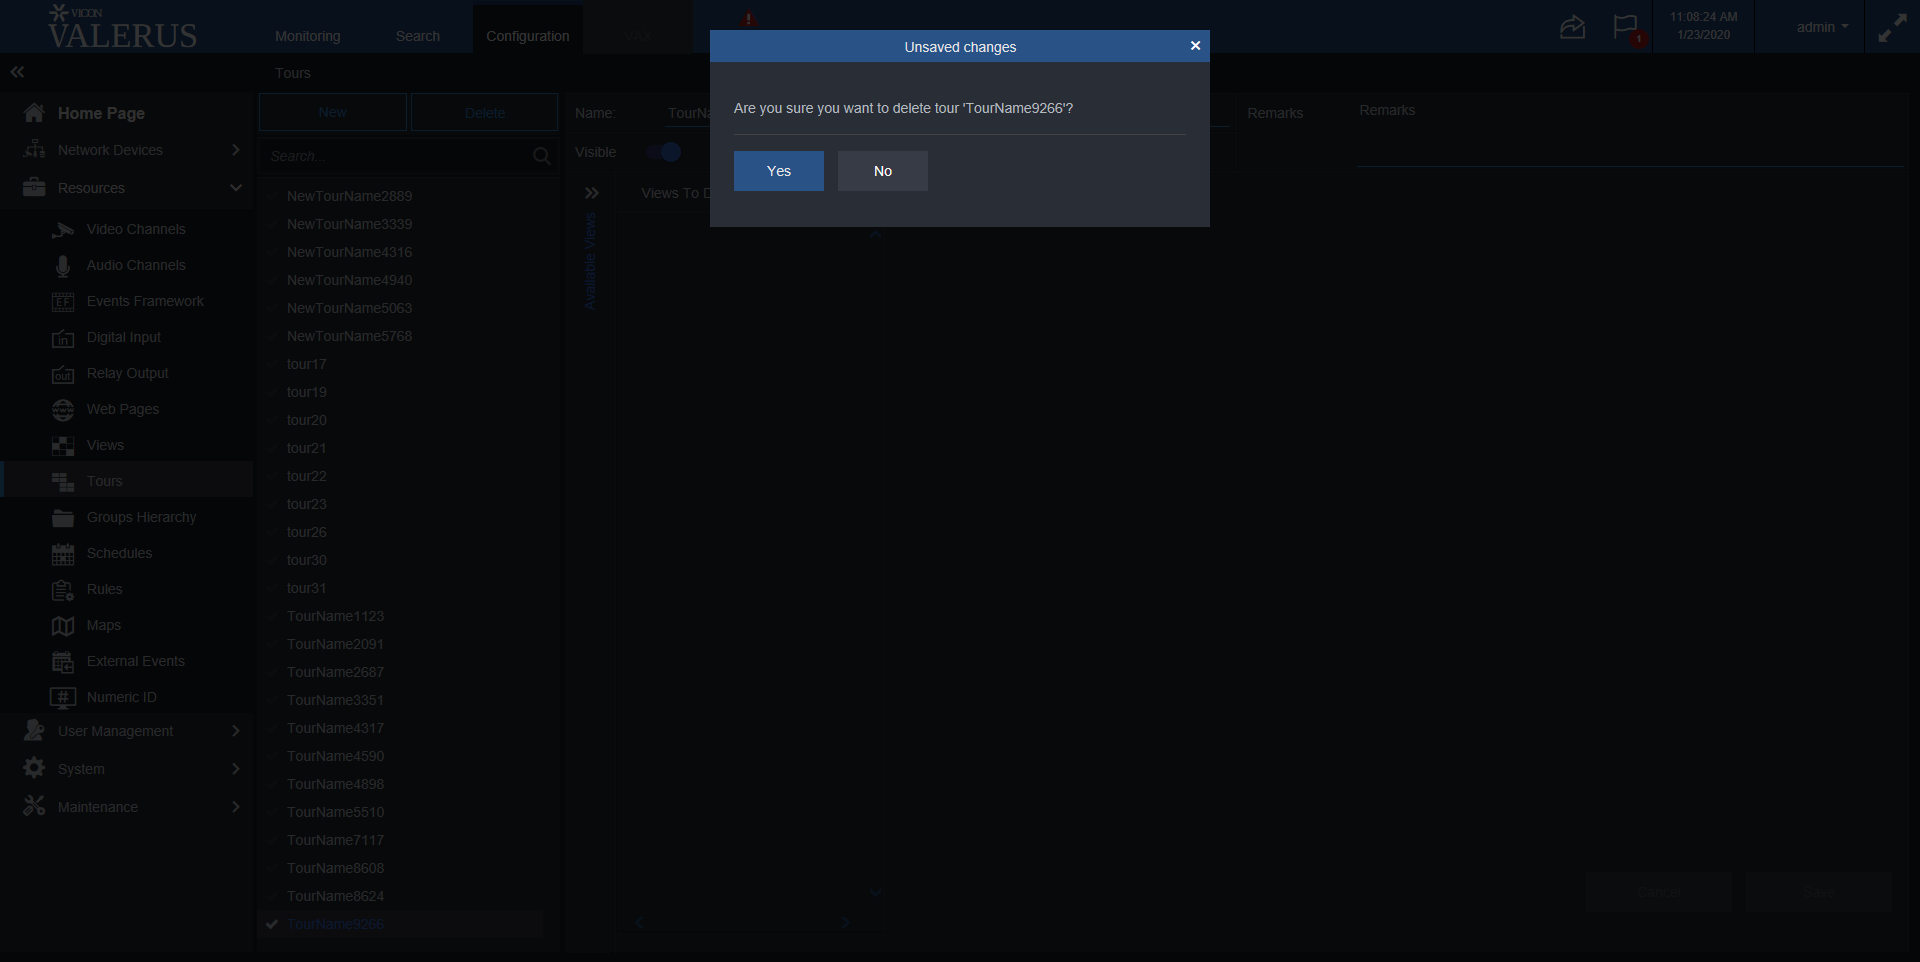 VICON
VALERUS
Monitoring
Search
Configuration
VAX
11:08:24 AM
1/23/2020
1
admin
Unsaved changes
Are you sure you want to delete tour 'TourName9266'?
Yes
No
Tours
Home Page
Network Devices
Resources
Video Channels
Audio Channels
Events Framework
Digital Input
Relay Output
Web Pages
Views
Tours
Groups Hierarchy
Schedules
Rules
Maps
External Events
Numeric ID
User Management
System
Maintenance
New
Delete
Search...
NewTourName2889
NewTourName3339
NewTourName4316
NewTourName4940
NewTourName5063
NewTourName5768
tour17
tour19
tour20
tour21
tour22
tour23
tour26
tour30
tour31
TourName1123
TourName2091
TourName2687
TourName3351
TourName4317
TourName4590
TourName4898
TourName5510
TourName7117
TourName8608
TourName8624
TourName9266
Name:
TourNa
Visible
Views To D
Available Views
Remarks
Remarks
Cancel
Save